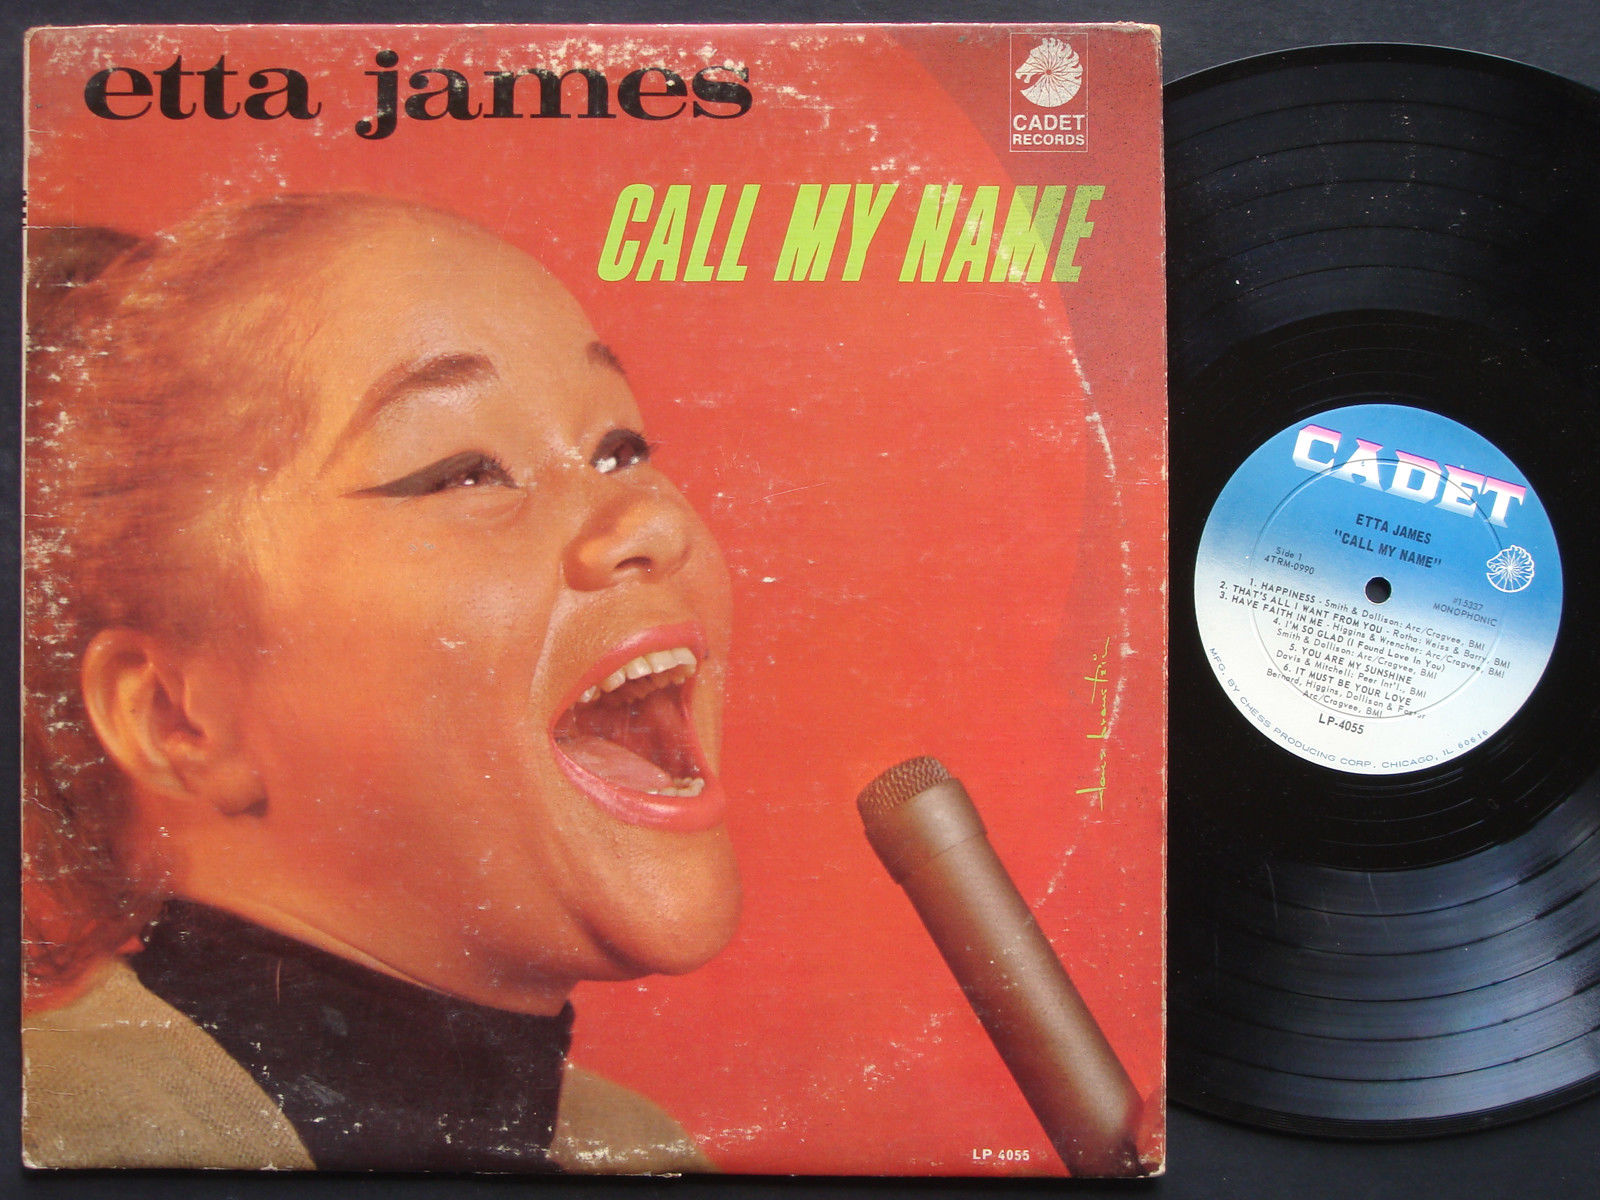 etta james
CADET
RECORDS
CALL MY NAME
LP 4055
CADET
ETTA JAMES
"CALL MY NAME"
Side 1
4TRM-0990
#15337
MONOPHONIC
1. HAPPINESS - Smith & Dollison: Arc/Cragvee, BMI
2. THAT'S ALL I WANT FROM YOU - Rotha: Weiss & Barry, BMI
3. HAVE FAITH IN ME - Higgins & Wrencher: Arc/Cragvee, BMI
4. I'M SO GLAD (I Found Love In You)
Smith & Dollison: Arc/Cragvee, BMI
5. YOU ARE MY SUNSHINE
Davis & Mitchell: Peer Int'l., BMI
6. IT MUST BE YOUR LOVE
Bernard, Higgins, Dollison & Foster
Arc/Cragvee, BMI
LP-4055
MFG. BY CHESS PRODUCING CORP. CHICAGO, IL 60616